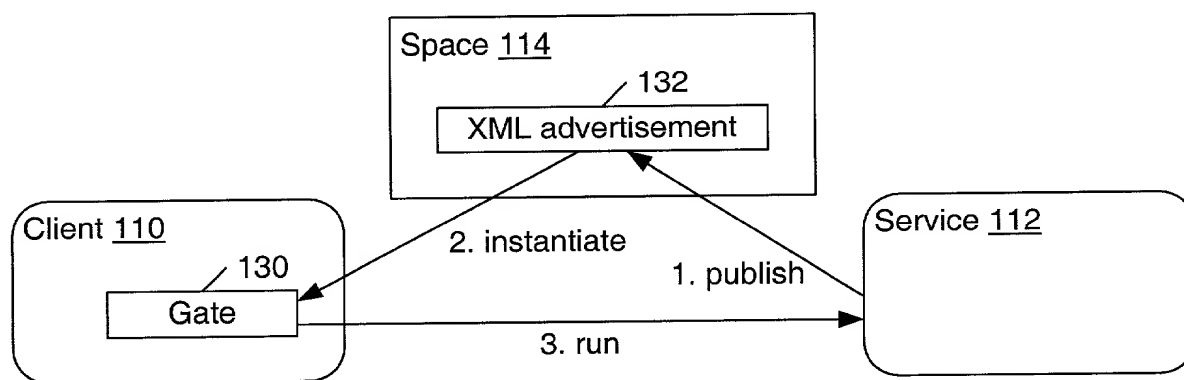 Space 114
132
XML advertisement
Client 110
2. instantiate
Service 112
130
1. publish
Gate
3. run